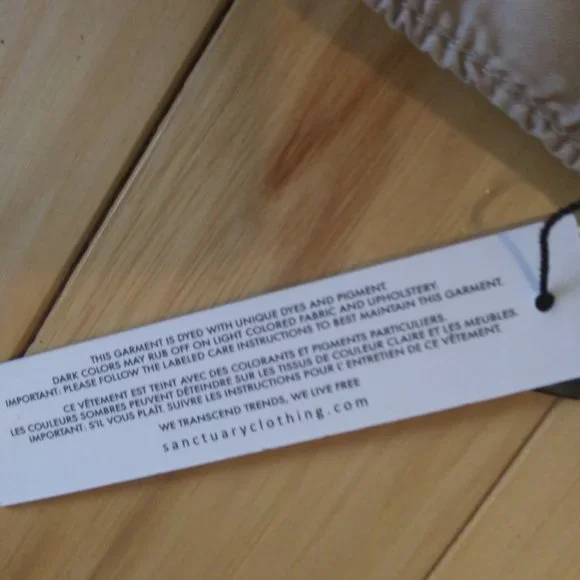 THIS GARMENT IS DYED WITH UNIQUE DYES AND PIGMENT.
DARK COLORS MAY RUB OFF ON LIGHT COLORED FABRIC AND UPHOLSTERY.
IMPORTANT: PLEASE FOLLOW THE LABELED CARE INSTRUCTIONS TO BEST MAINTAIN THIS GARMENT.
CE VÊTEMENT EST TEINT AVEC DES COLORANTS ET PIGMENTS PARTICULIERS.
LES COULEURS SOMBRES PEUVENT DÉTEINDRE SUR LES TISSUS DE COULEUR CLAIRE ET LES MEUBLES.
IMPORTANT: S'IL VOUS PLAÎT, SUIVRE LES INSTRUCTIONS POUR L' ENTRETIEN DE CE VÊTEMENT.
WE TRANSCEND TRENDS, WE LIVE FREE
sanctuaryclothing.com